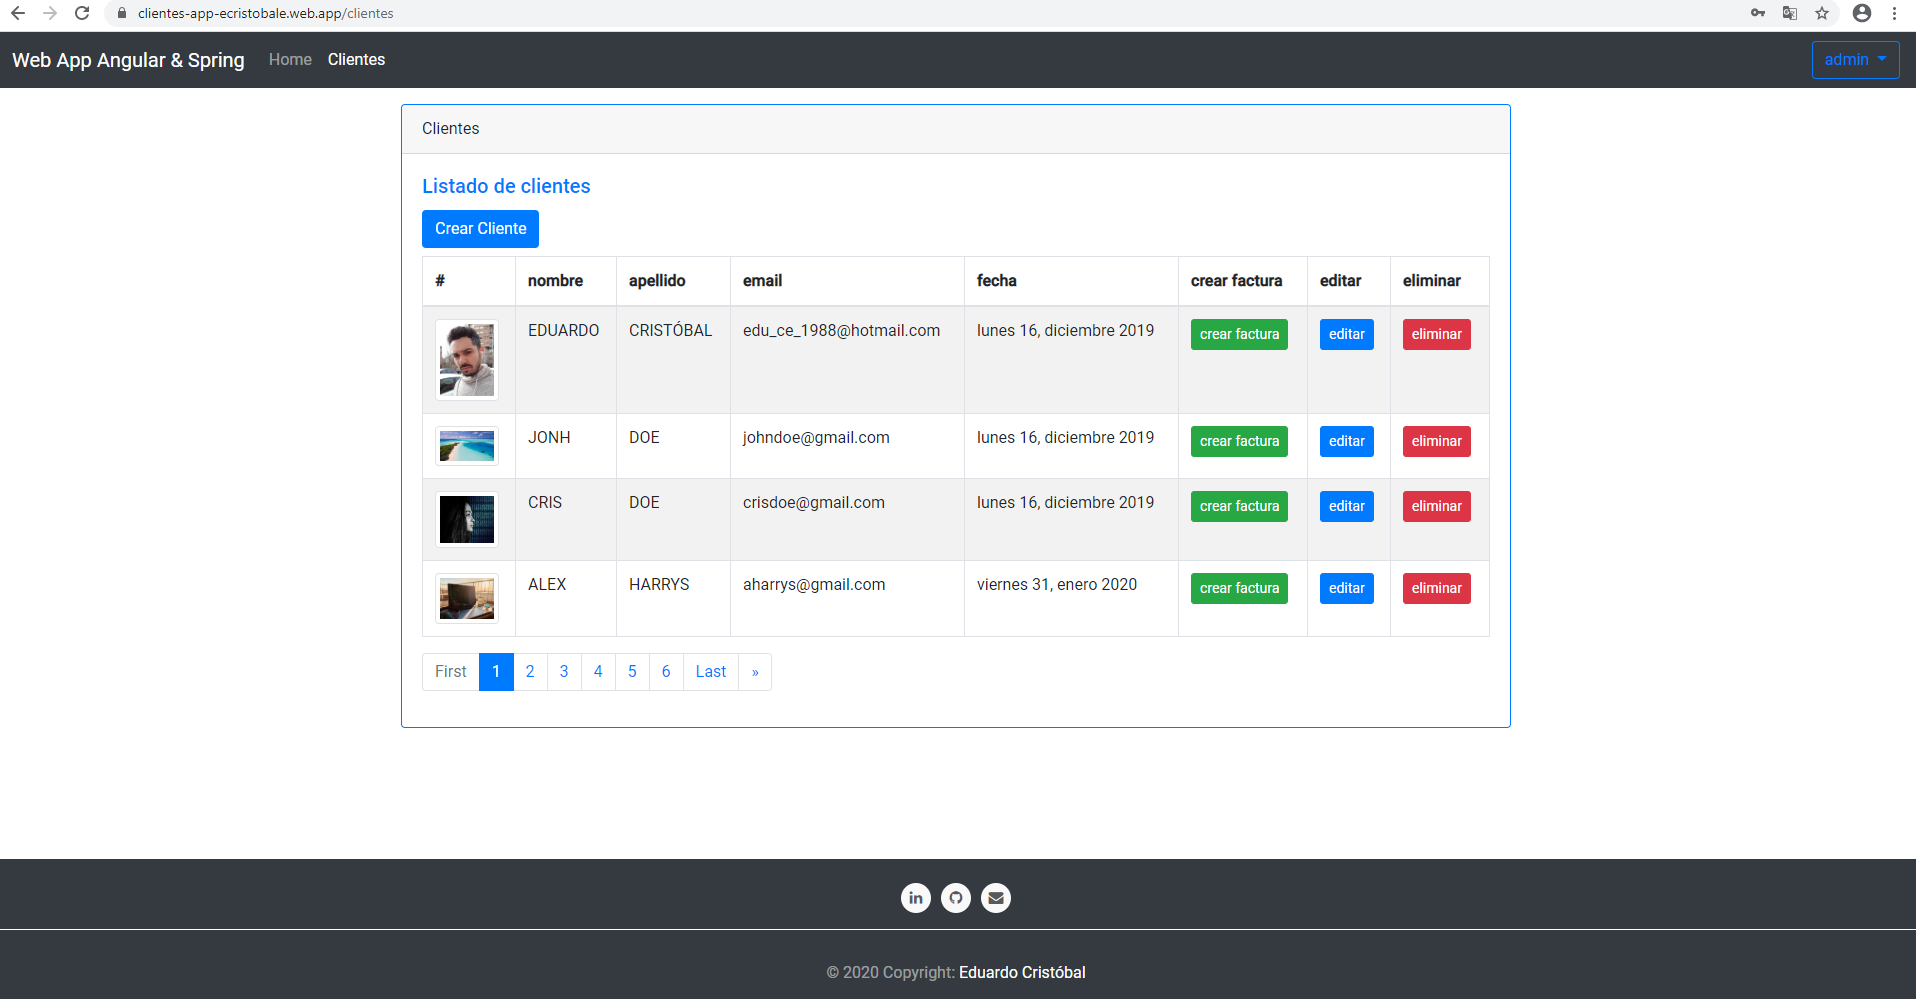 clientes-app-ecristobale.web.app/clientes
Web App Angular & Spring Home Clientes admin
Clientes
Listado de clientes
Crear Cliente
# nombre apellido email fecha crear factura editar eliminar
EDUARDO CRISTÓBAL edu_ce_1988@hotmail.com lunes 16, diciembre 2019 crear factura editar eliminar
JONH DOE johndoe@gmail.com lunes 16, diciembre 2019 crear factura editar eliminar
CRIS DOE crisdoe@gmail.com lunes 16, diciembre 2019 crear factura editar eliminar
ALEX HARRYS aharrys@gmail.com viernes 31, enero 2020 crear factura editar eliminar
First 1 2 3 4 5 6 Last »
in
© 2020 Copyright: Eduardo Cristóbal